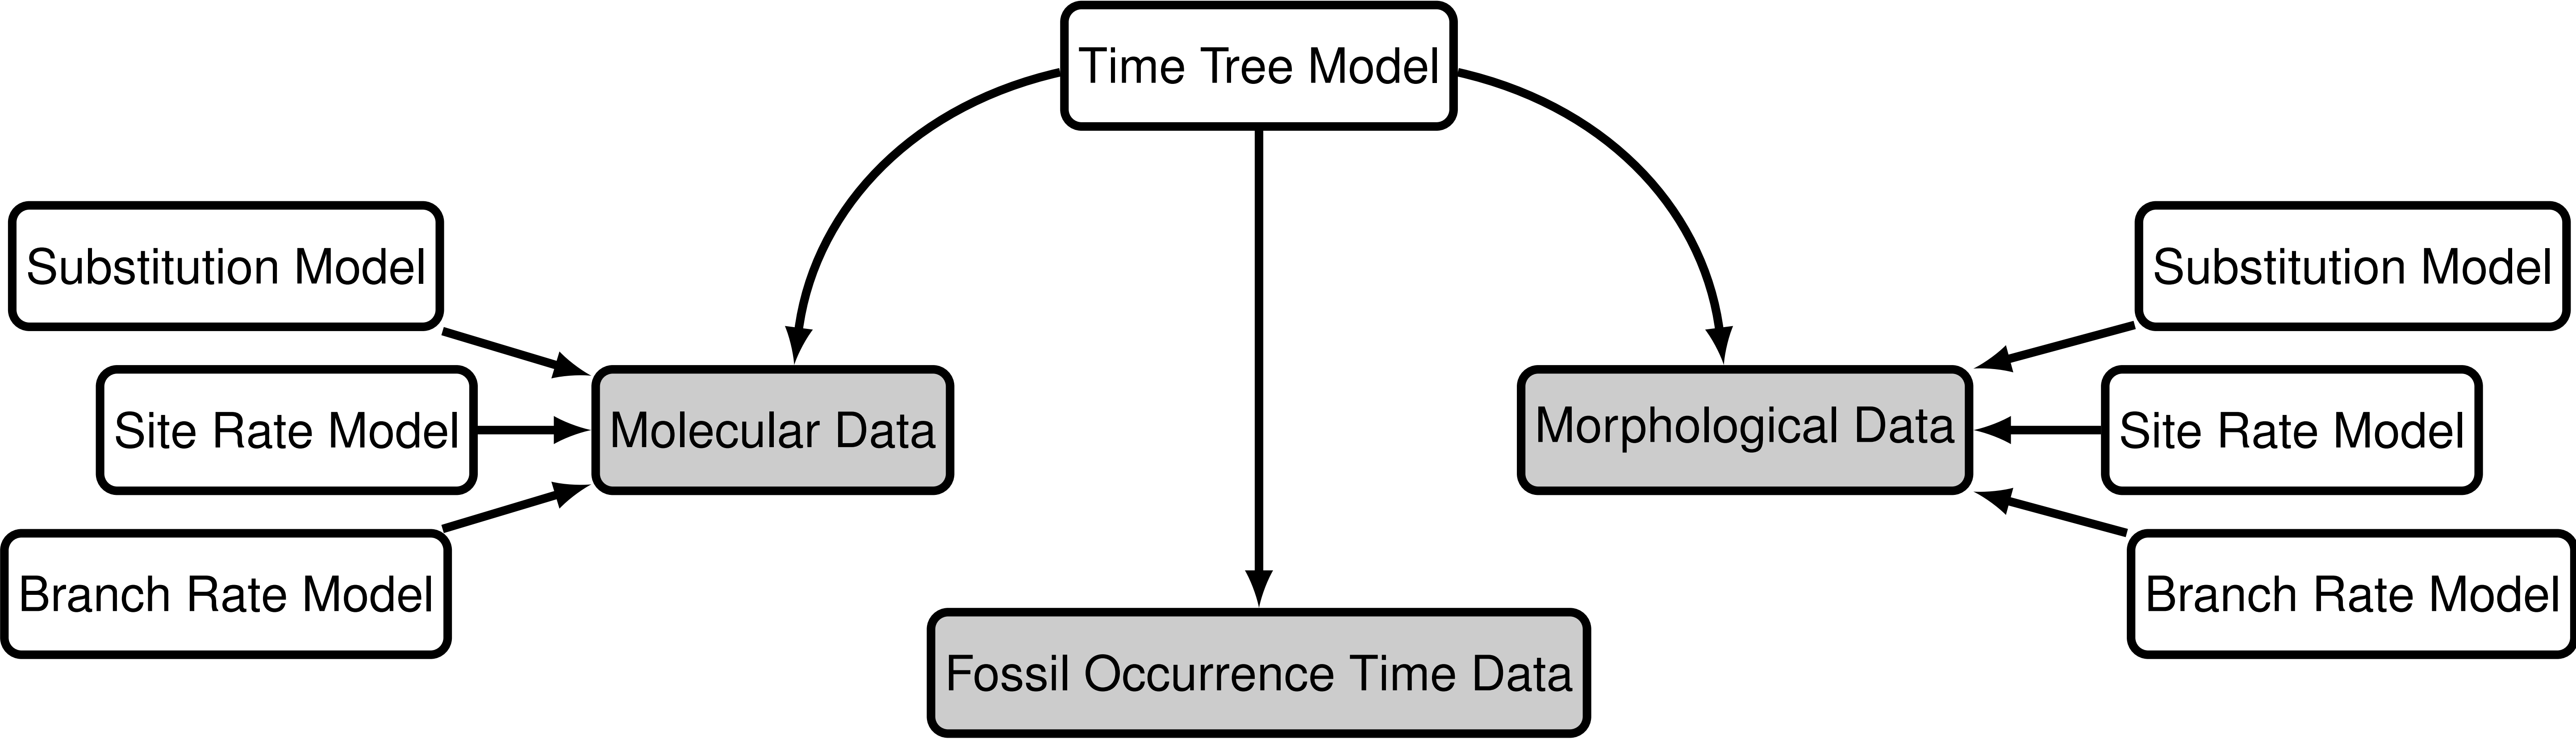 Time Tree Model
Substitution Model
Substitution Model
Site Rate Model
Molecular Data
Morphological Data
Site Rate Model
Branch Rate Model
Branch Rate Model
Fossil Occurrence Time Data